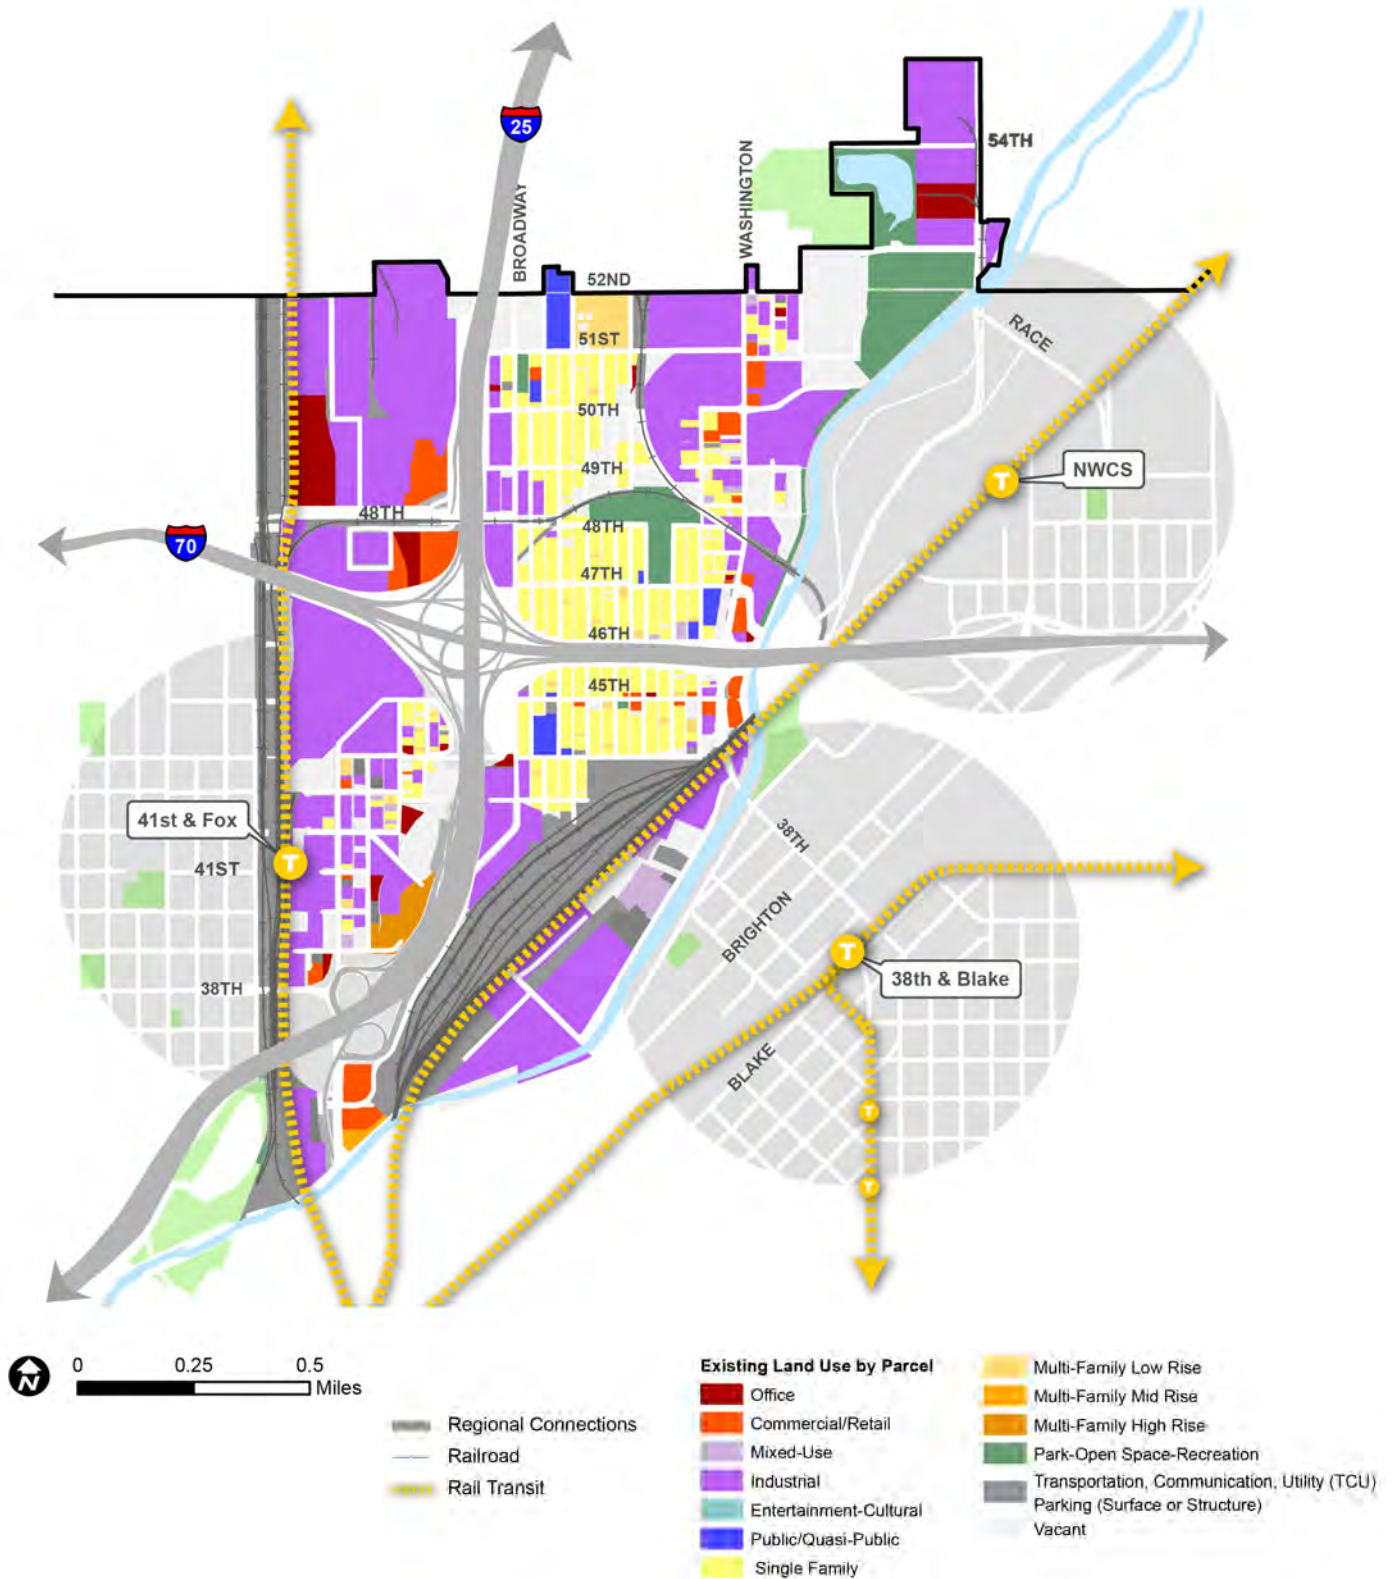 25
54TH
WASHINGTON
BROADWAY
52ND
51ST
RACE
50TH
49TH
NWCS
48TH
48TH
70
47TH
46TH
45TH
41st & Fox
38TH
41ST
BRIGHTON
38TH
38th & Blake
BLAKE
N
0 0.25 0.5
Miles
Regional Connections
Railroad
Rail Transit
Existing Land Use by Parcel
Office
Commercial/Retail
Mixed-Use
Industrial
Entertainment-Cultural
Public/Quasi-Public
Single Family
Multi-Family Low Rise
Multi-Family Mid Rise
Multi-Family High Rise
Park-Open Space-Recreation
Transportation, Communication, Utility (TCU)
Parking (Surface or Structure)
Vacant